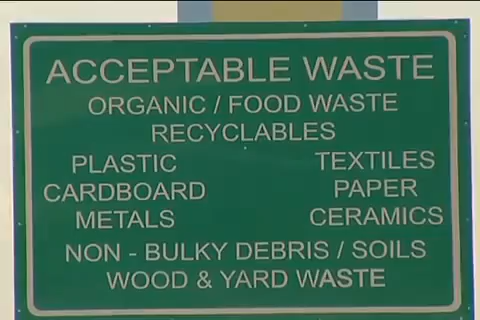 ACCEPTABLE WASTE
ORGANIC / FOOD WASTE
RECYCLABLES
PLASTIC TEXTILES
CARDBOARD PAPER
METALS CERAMICS
NON - BULKY DEBRIS / SOILS
WOOD & YARD WASTE